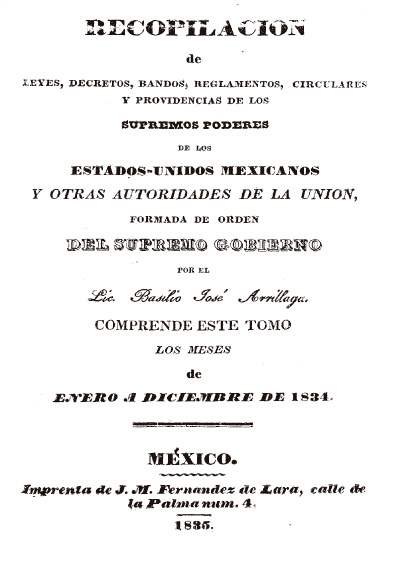 RECOPILACION
de
LEYES, DECRETOS, BANDOS, REGLAMENTOS, CIRCULARES
Y PROVIDENCIAS DE LOS
SUPREMOS PODERES
DE LOS
ESTADOS-UNIDOS MEXICANOS
Y OTRAS AUTORIDADES DE LA UNION,
FORMADA DE ORDEN
DEL SUPREMO GOBIERNO
POR EL
Lic. Basilio José Arrillaga.
COMPRENDE ESTE TOMO
LOS MESES
de
ENERO A DICIEMBRE DE 1834.
MÉXICO.
Imprenta de J. M. Fernandez de Lara, calle de
la Palma num. 4.
1835.